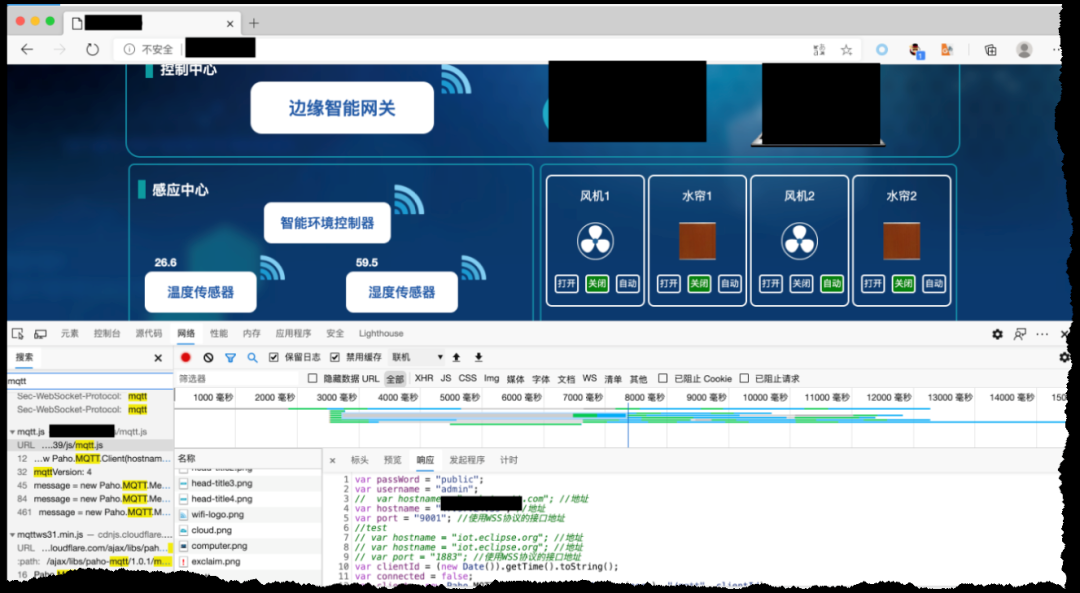 不安全
控制中心
边缘智能网关
感应中心
智能环境控制器
26.6
温度传感器
59.5
湿度传感器
风机1
水帘1
风机2
水帘2
打开 关闭 自动
打开 关闭 自动
打开 关闭 自动
打开 关闭 自动
元素 控制台 源代码 网络 性能 内存 应用程序 安全 Lighthouse
搜索
mqtt
Sec-WebSocket-Protocol: mqtt
Sec-WebSocket-Protocol: mqtt
mqtt.js s/mqtt.js
URL ....39/js/mqtt.js
12 ...w Paho.MQTT.Client(hostnam...
32 mqttVersion: 4
45 message = new Paho.MQTT.Me...
84 message = new Paho.MQTT.Me...
461 message = new Paho.MQTT.Me...
mqttws31.min.js — cdnjs.cloudflare....
URL ...loudflare.com/ajax/libs/pah...
:path: /ajax/libs/paho-mqtt/1.0.1/m...
16
保留日志 禁用缓存 联机
筛选器
隐藏数据 URL 全部 XHR JS CSS Img 媒体 字体 文档 WS 清单 其他 已阻止 Cookie 已阻止请求
1000 毫秒 2000 毫秒 3000 毫秒 4000 毫秒 5000 毫秒 6000 毫秒 7000 毫秒 8000 毫秒 9000 毫秒 10000 毫秒 11000 毫秒 12000 毫秒 13000 毫秒 14000 毫秒
名称
head-title3.png
head-title4.png
wifi-logo.png
cloud.png
computer.png
exclaim.png
标头 预览 响应 发起程序 计时
1 var passWord = "public";
2 var username = "admin";
3 // var hostname .com"; //地址
4 var hostname = //地址
5 var port = "9001"; //使用WSS协议的接口地址
6 //test
7 // var hostname = "iot.eclipse.org"; //地址
8 // var hostname = "iot.eclipse.org"; //地址
9 // var port = "1883"; //使用WSS协议的接口地址
10 var clientId = (new Date()).getTime().toString();
11 var connected = false;